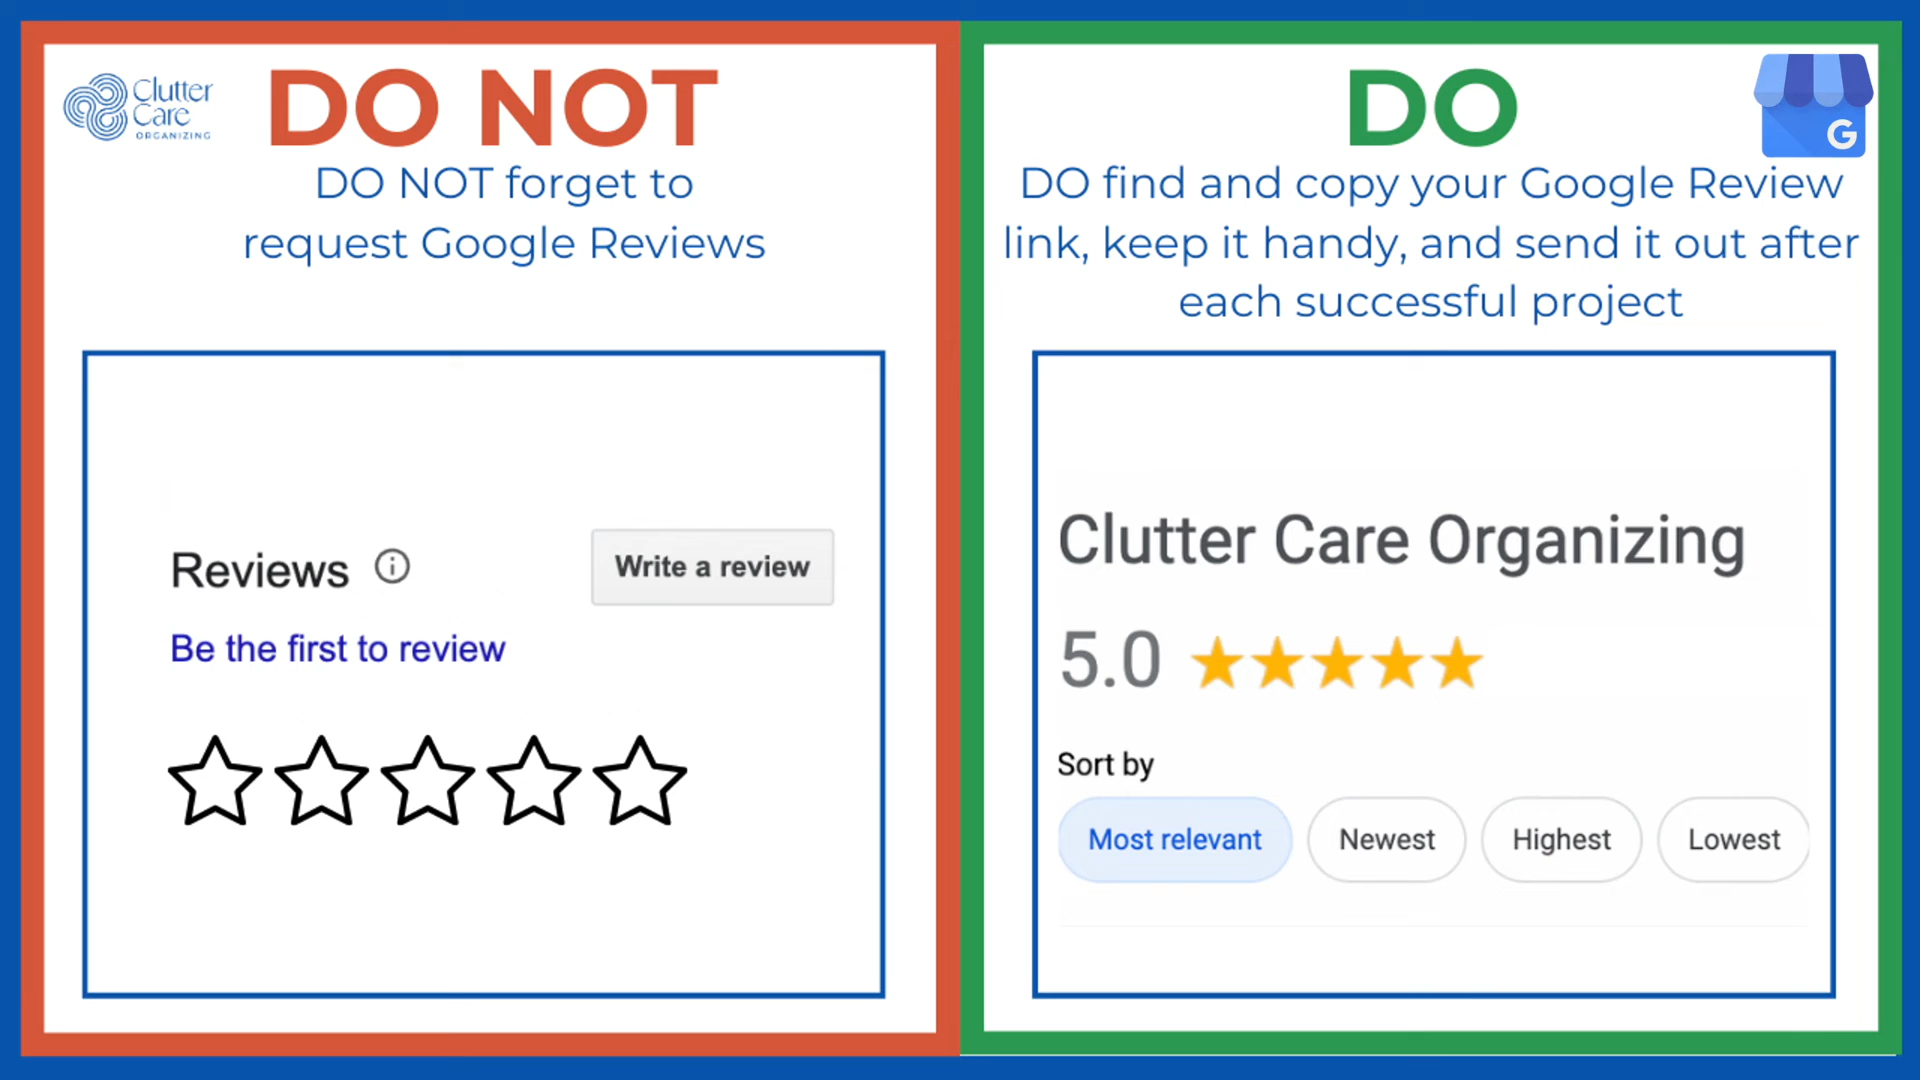 Clutter
Care
ORGANIZING
DO NOT
DO NOT forget to
request Google Reviews
Reviews
Write a review
Be the first to review
DO
G
DO find and copy your Google Review
link, keep it handy, and send it out after
each successful project
Clutter Care Organizing
5.0
Sort by
Most relevant
Newest
Highest
Lowest